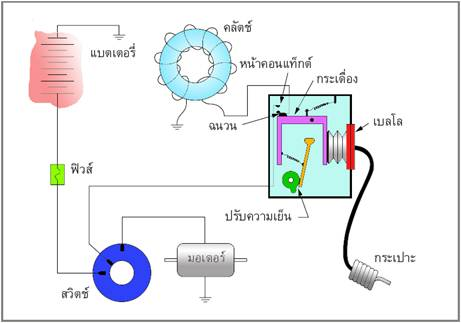 คลัตช์
แบตเตอรี่
หน้าคอนแท็กต์
กระเดื่อง
ฉนวน
เบลโล
ฟิวส์
ปรับความเย็น
มอเตอร์
กระเปาะ
สวิตช์